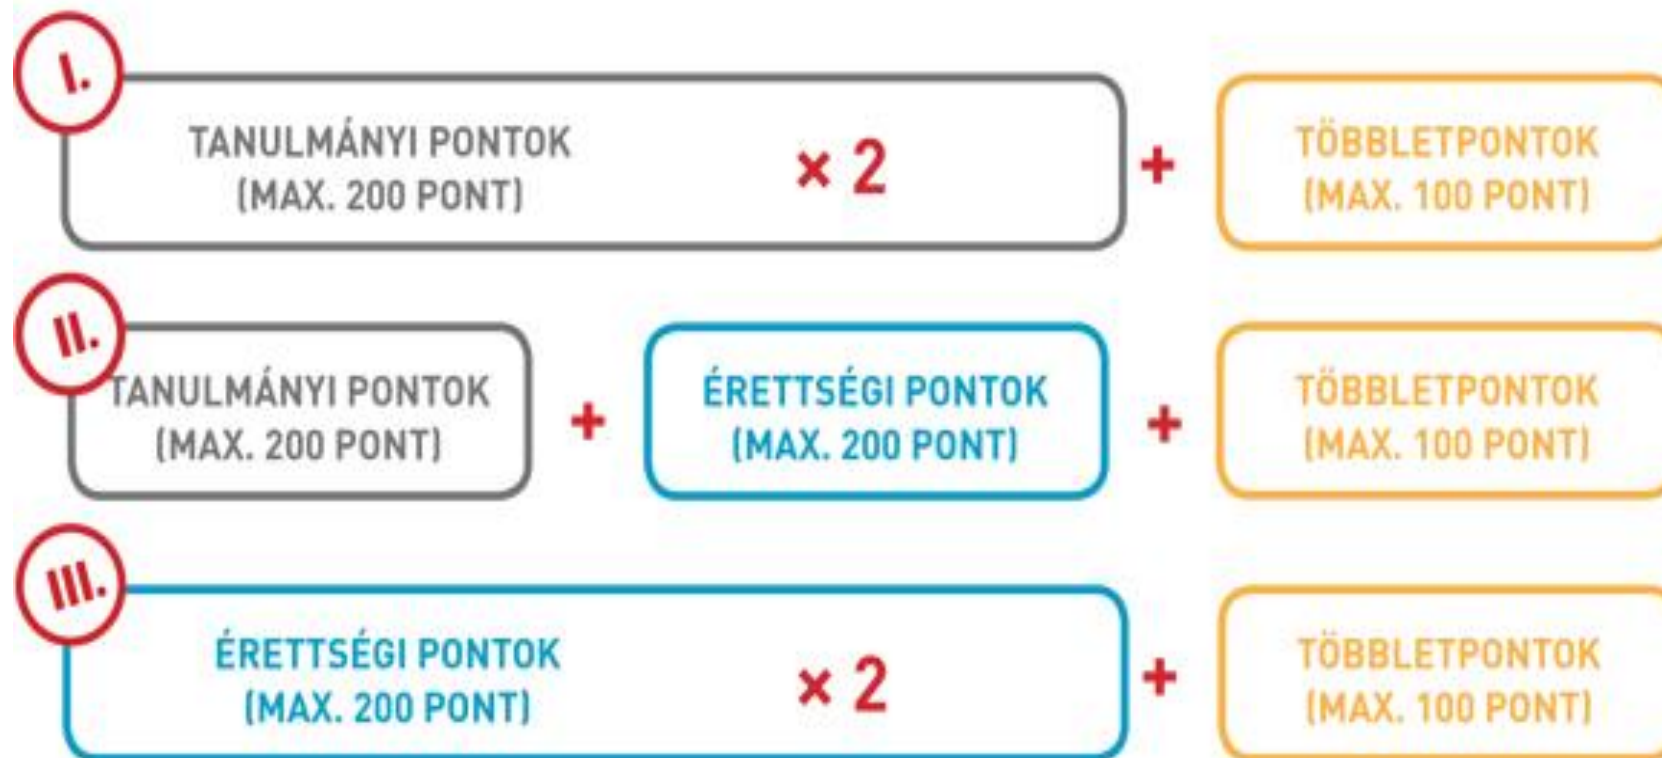 I.
TANULMÁNYI PONTOK
(MAX. 200 PONT)
× 2
+
TÖBBLETPONTOK
(MAX. 100 PONT)
II.
TANULMÁNYI PONTOK
(MAX. 200 PONT)
+
ÉRETTSÉGI PONTOK
(MAX. 200 PONT)
+
TÖBBLETPONTOK
(MAX. 100 PONT)
III.
ÉRETTSÉGI PONTOK
(MAX. 200 PONT)
× 2
+
TÖBBLETPONTOK
(MAX. 100 PONT)